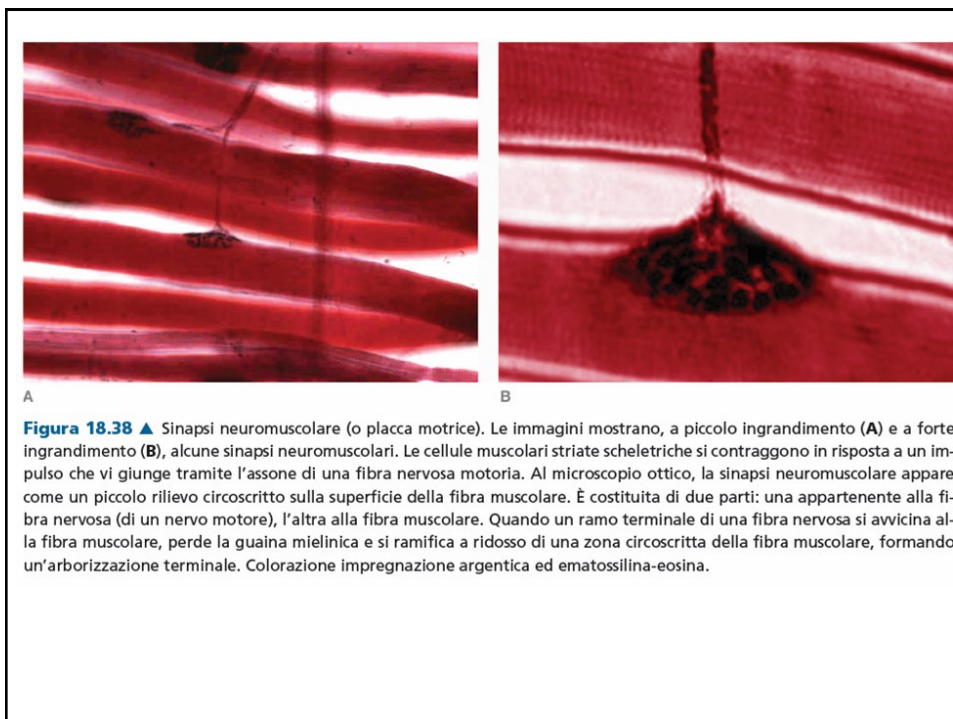 A
B
Figura 18.38 ▲ Sinapsi neuromuscolare (o placca motrice). Le immagini mostrano, a piccolo ingrandimento (A) e a forte
ingrandimento (B), alcune sinapsi neuromuscolari. Le cellule muscolari striate scheletriche si contraggono in risposta a un im-
pulso che vi giunge tramite l'assone di una fibra nervosa motoria. Al microscopio ottico, la sinapsi neuromuscolare appare
come un piccolo rilievo circoscritto sulla superficie della fibra muscolare. È costituita di due parti: una appartenente alla fi-
bra nervosa (di un nervo motore), l'altra alla fibra muscolare. Quando un ramo terminale di una fibra nervosa si avvicina al-
la fibra muscolare, perde la guaina mielinica e si ramifica a ridosso di una zona circoscritta della fibra muscolare, formando
un'arborizzazione terminale. Colorazione impregnazione argentica ed ematossilina-eosina.